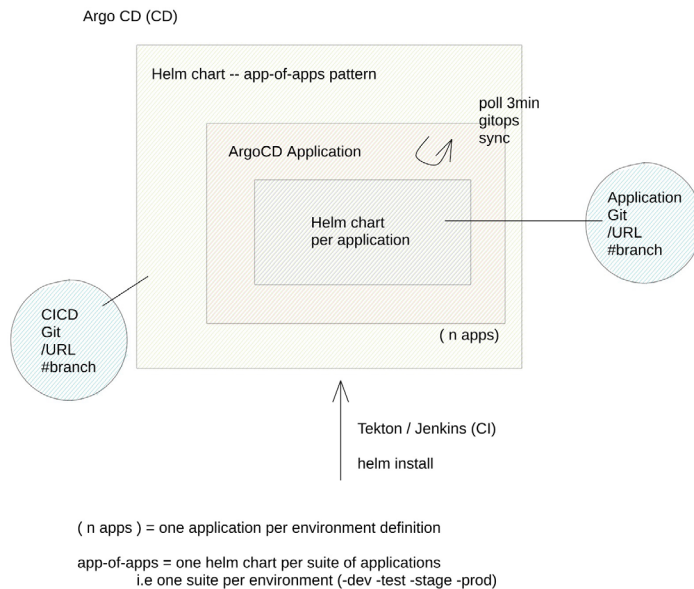 Argo CD (CD)
Helm chart -- app-of-apps pattern
poll 3min
gitops
sync
ArgoCD Application
Helm chart
per application
Application
Git
/URL
#branch
CICD
Git
/URL
#branch
( n apps)
Tekton / Jenkins (CI)
helm install
( n apps ) = one application per environment definition
app-of-apps = one helm chart per suite of applications
i.e one suite per environment (-dev -test -stage -prod)